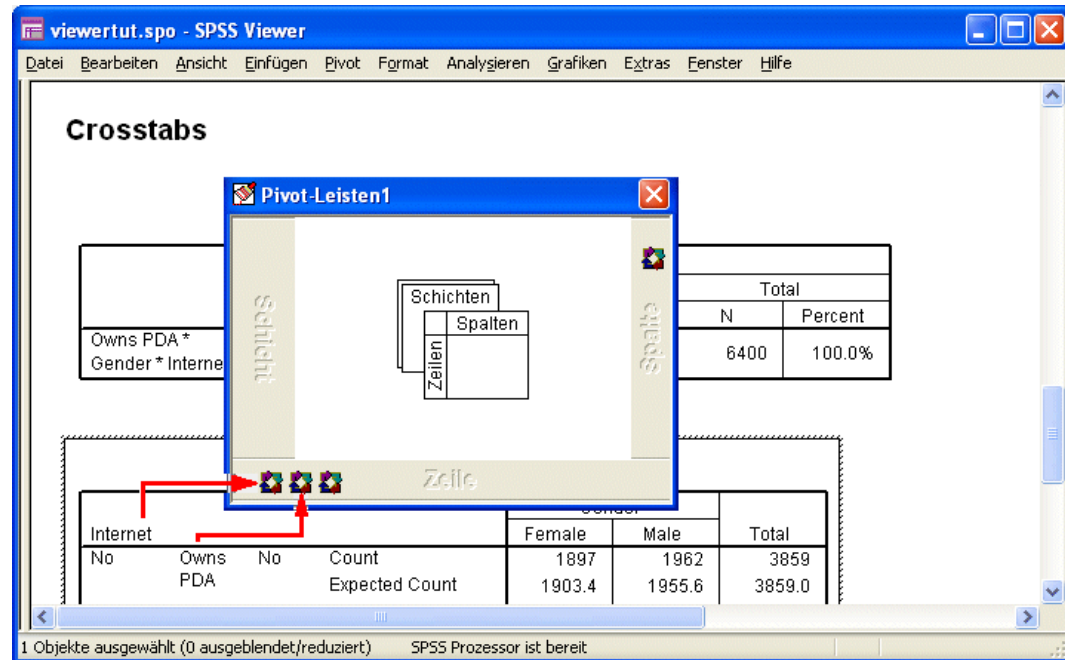 viewertut.spo - SPSS Viewer
Datei Bearbeiten Ansicht Einfügen Pivot Format Analysieren Grafiken Extras Fenster Hilfe
Crosstabs
Pivot-Leisten1
Schicht
Schichten
Spalten
Zeilen
Spalte
Zeile
Total
N Percent
Owns PDA *
Gender * Interne
6400 100.0%
Internet Female Male Total
No Owns PDA No Count 1897 1962 3859
Expected Count 1903.4 1955.6 3859.0
1 Objekte ausgewählt (0 ausgeblendet/reduziert) SPSS Prozessor ist bereit